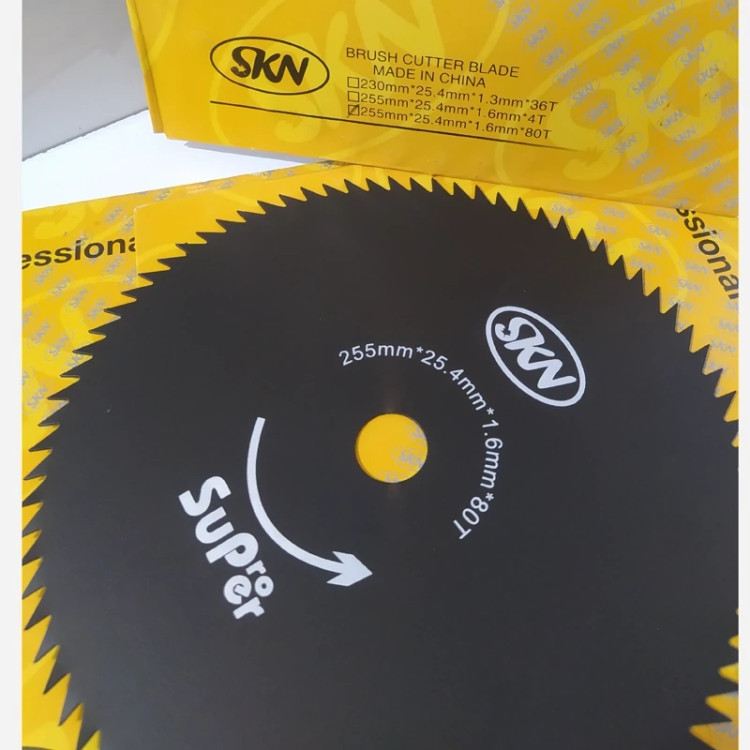 SKN
BRUSH CUTTER BLADE
MADE IN CHINA
□230mm*25,4mm*1.3mm*36T
□255mm*25.4mm*1.6mm*4T
☑255mm*25.4mm*1.6mm*80T
essiona
ssional
SKN
255mm*25.4mm*1.6mm*80T
SuPer
Pro